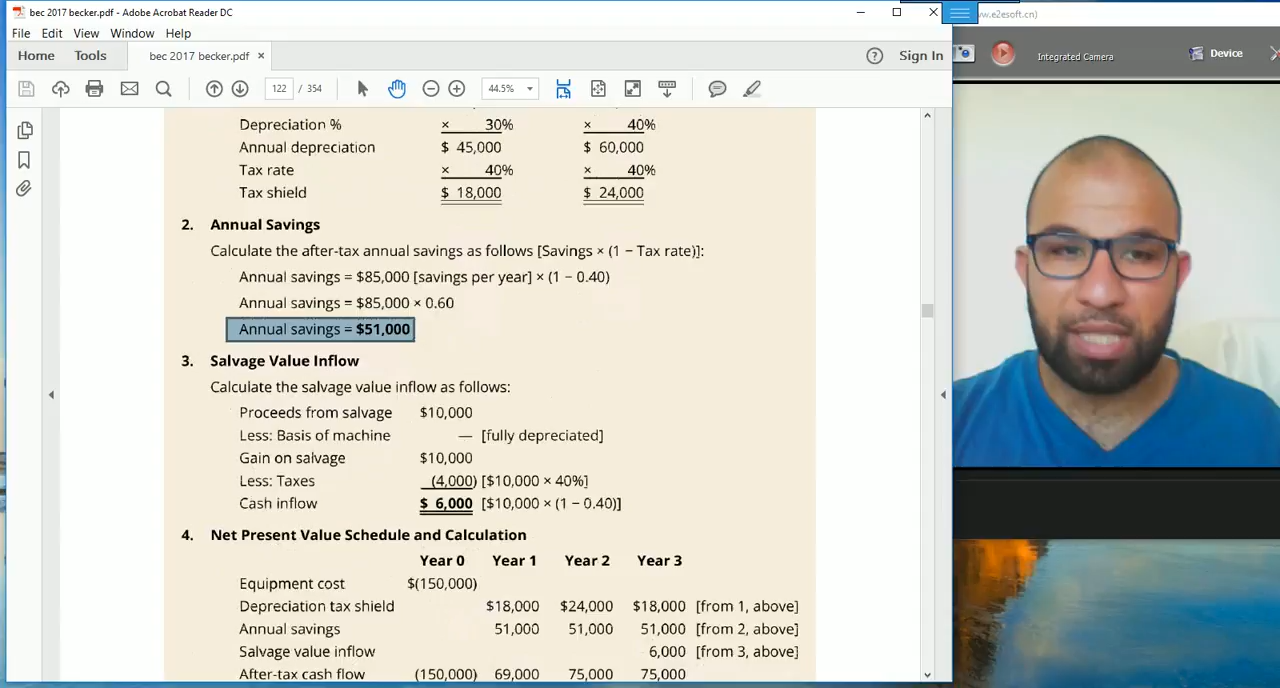 bec 2017 becker.pdf - Adobe Acrobat Reader DC
ww.e2esoft.cn)
File Edit View Window Help
Home Tools bec 2017 becker.pdf × ? Sign In
Integrated Camera Device
122 / 354 44.5%
Depreciation % × 30% × 40%
Annual depreciation $ 45,000 $ 60,000
Tax rate × 40% × 40%
Tax shield $ 18,000 $ 24,000
2. Annual Savings
Calculate the after-tax annual savings as follows [Savings × (1 − Tax rate)]:
Annual savings = $85,000 [savings per year] × (1 − 0.40)
Annual savings = $85,000 × 0.60
Annual savings = $51,000
3. Salvage Value Inflow
Calculate the salvage value inflow as follows:
Proceeds from salvage $10,000
Less: Basis of machine — [fully depreciated]
Gain on salvage $10,000
Less: Taxes (4,000) [$10,000 × 40%]
Cash inflow $ 6,000 [$10,000 × (1 − 0.40)]
4. Net Present Value Schedule and Calculation
Year 0 Year 1 Year 2 Year 3
Equipment cost $(150,000)
Depreciation tax shield $18,000 $24,000 $18,000 [from 1, above]
Annual savings 51,000 51,000 51,000 [from 2, above]
Salvage value inflow 6,000 [from 3, above]
After-tax cash flow (150,000) 69,000 75,000 75,000